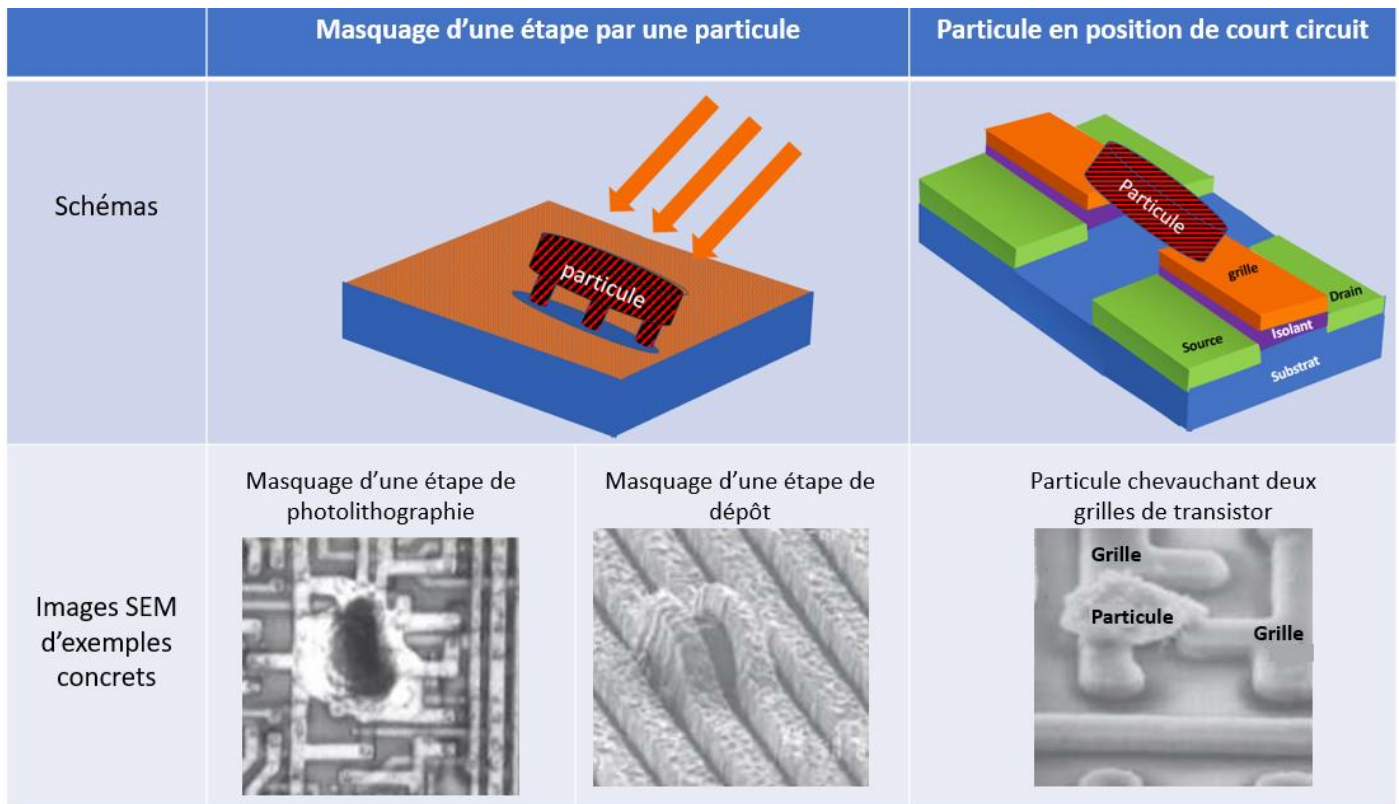 Masquage d'une étape par une particule
Particule en position de court circuit
Schémas
particule
Particule
grille
Drain
Isolant
Source
Substrat
Images SEM
d'exemples
concrets
Masquage d'une étape de
photolithographie
Masquage d'une étape de
dépôt
Particule chevauchant deux
grilles de transistor
Grille
Particule
Grille